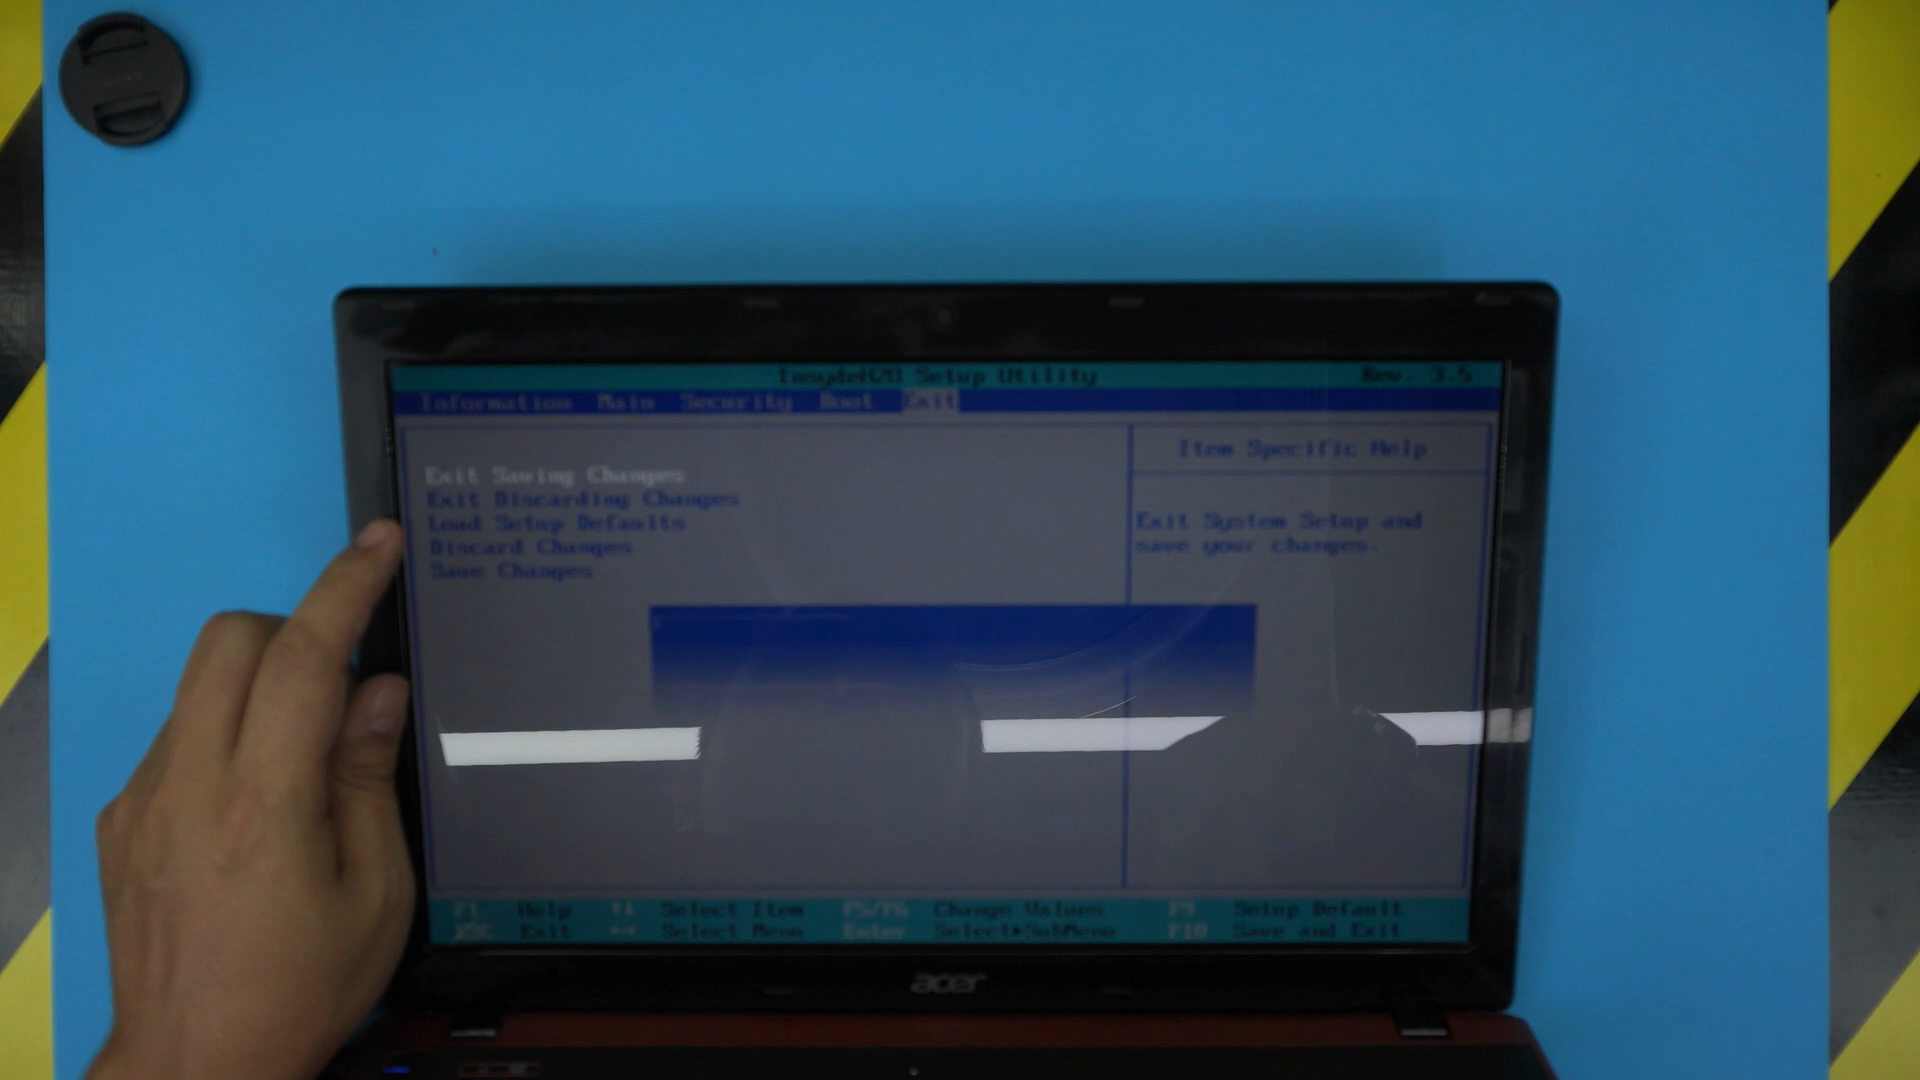 InsydeH20 Setup Utility Rev. 3.5
Information Main Security Boot Exit
Item Specific Help
Exit Saving Changes
Exit Discarding Changes
Load Setup Defaults
Discard Changes
Save Changes
Exit System Setup and
save your changes.
F1 Help ↑↓ Select Item F5/F6 Change Values F9 Setup Default
ESC Exit ←→ Select Menu Enter Select▶SubMenu F10 Save and Exit
acer